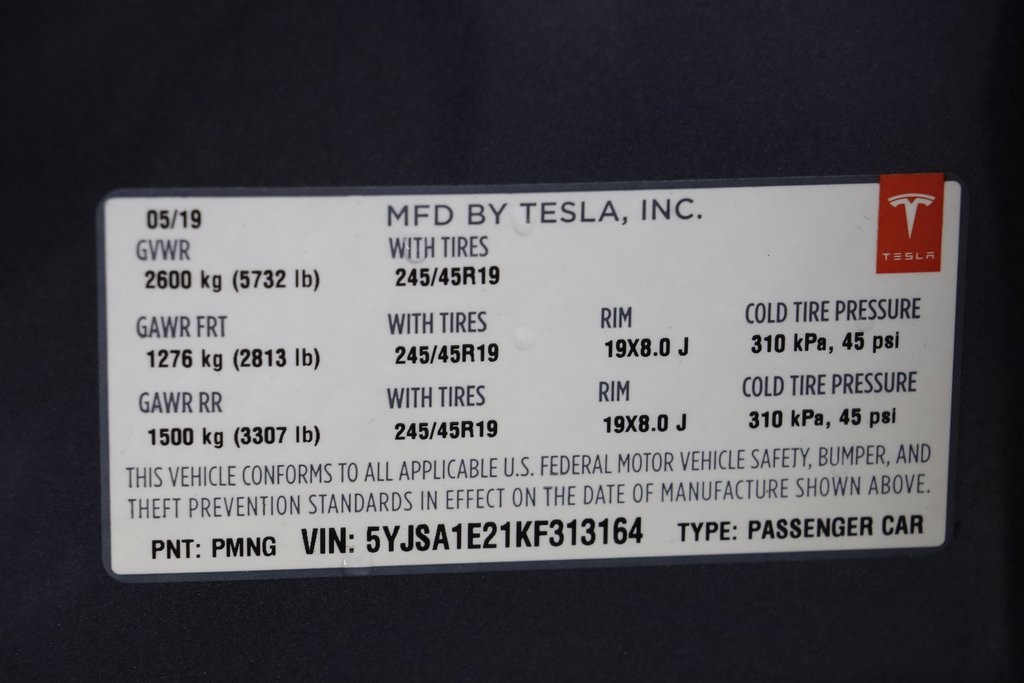 05/19 MFD BY TESLA, INC.
TESLA
GVWR WITH TIRES
2600 kg (5732 lb) 245/45R19
GAWR FRT WITH TIRES RIM COLD TIRE PRESSURE
1276 kg (2813 lb) 245/45R19 19X8.0 J 310 kPa, 45 psi
GAWR RR WITH TIRES RIM COLD TIRE PRESSURE
1500 kg (3307 lb) 245/45R19 19X8.0 J 310 kPa, 45 psi
THIS VEHICLE CONFORMS TO ALL APPLICABLE U.S. FEDERAL MOTOR VEHICLE SAFETY, BUMPER, AND
THEFT PREVENTION STANDARDS IN EFFECT ON THE DATE OF MANUFACTURE SHOWN ABOVE.
PNT: PMNG VIN: 5YJSA1E21KF313164 TYPE: PASSENGER CAR